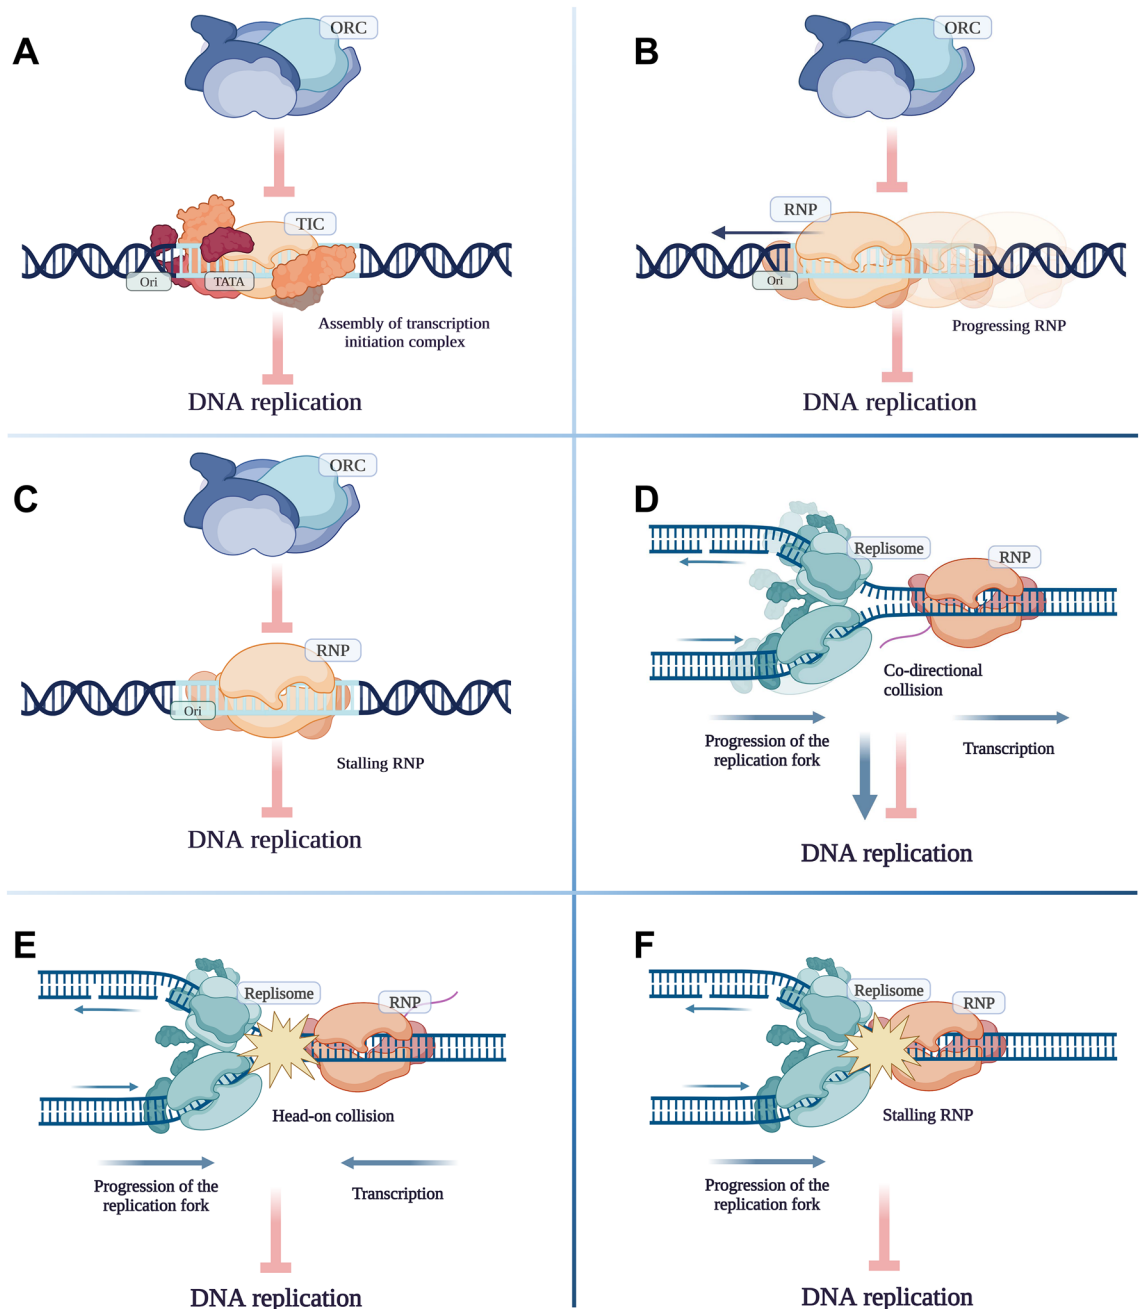 A
ORC
TIC
Ori
TATA
Assembly of transcription
initiation complex
DNA replication
B
ORC
RNP
Ori
Progressing RNP
DNA replication
C
ORC
RNP
Ori
Stalling RNP
DNA replication
D
Replisome
RNP
Co-directional
collision
Progression of the
replication fork
Transcription
DNA replication
E
Replisome
RNP
Head-on collision
Progression of the
replication fork
Transcription
DNA replication
F
Replisome
RNP
Stalling RNP
Progression of the
replication fork
DNA replication